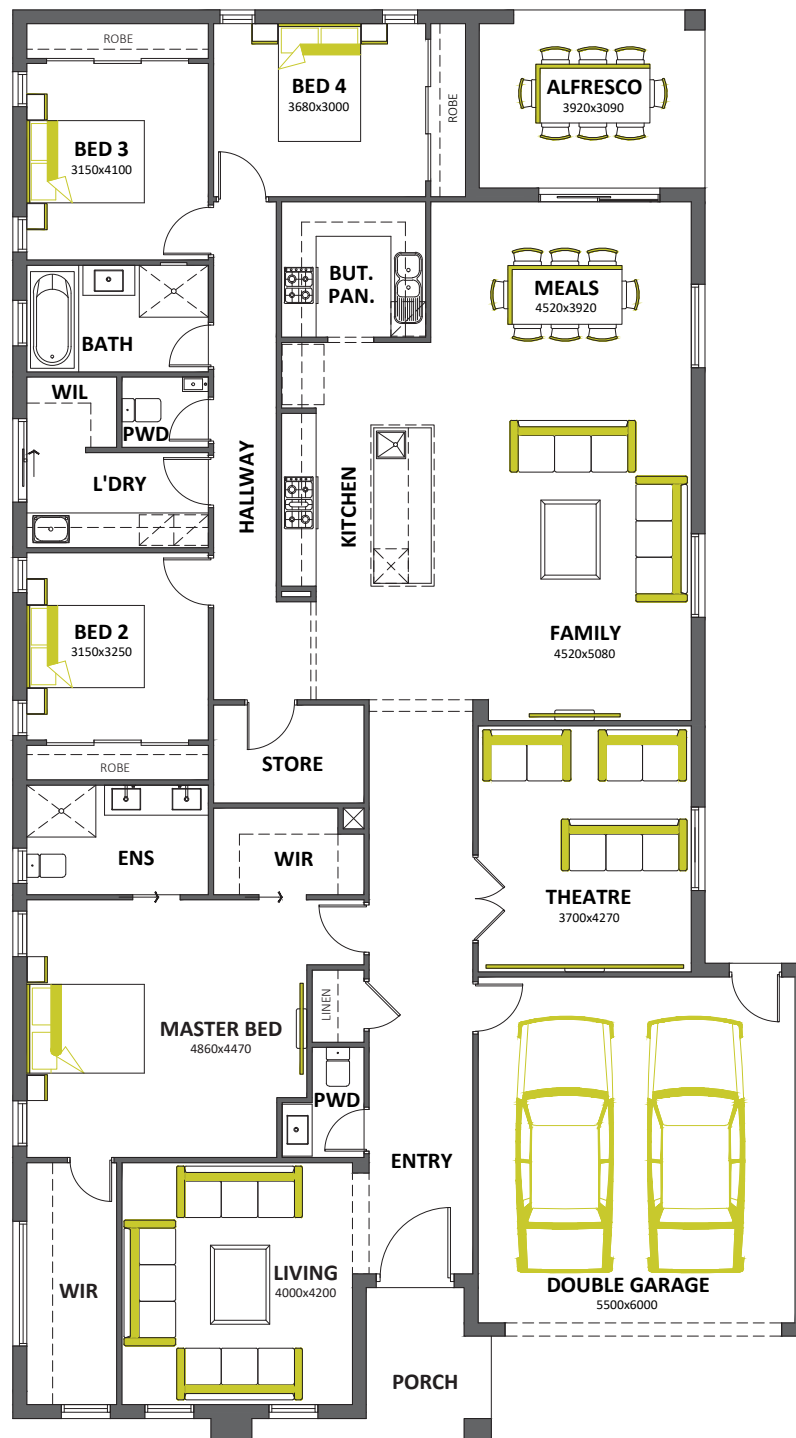 ROBE
BED 4
3680x3000
ROBE
ALFRESCO
3920x3090
BED 3
3150x4100
BUT.
PAN.
MEALS
4520x3920
BATH
WIL
PWD
L'DRY
HALLWAY
KITCHEN
BED 2
3150x3250
FAMILY
4520x5080
ROBE
STORE
ENS
WIR
THEATRE
3700x4270
LINEN
MASTER BED
4860x4470
PWD
ENTRY
WIR
LIVING
4000x4200
DOUBLE GARAGE
5500x6000
PORCH